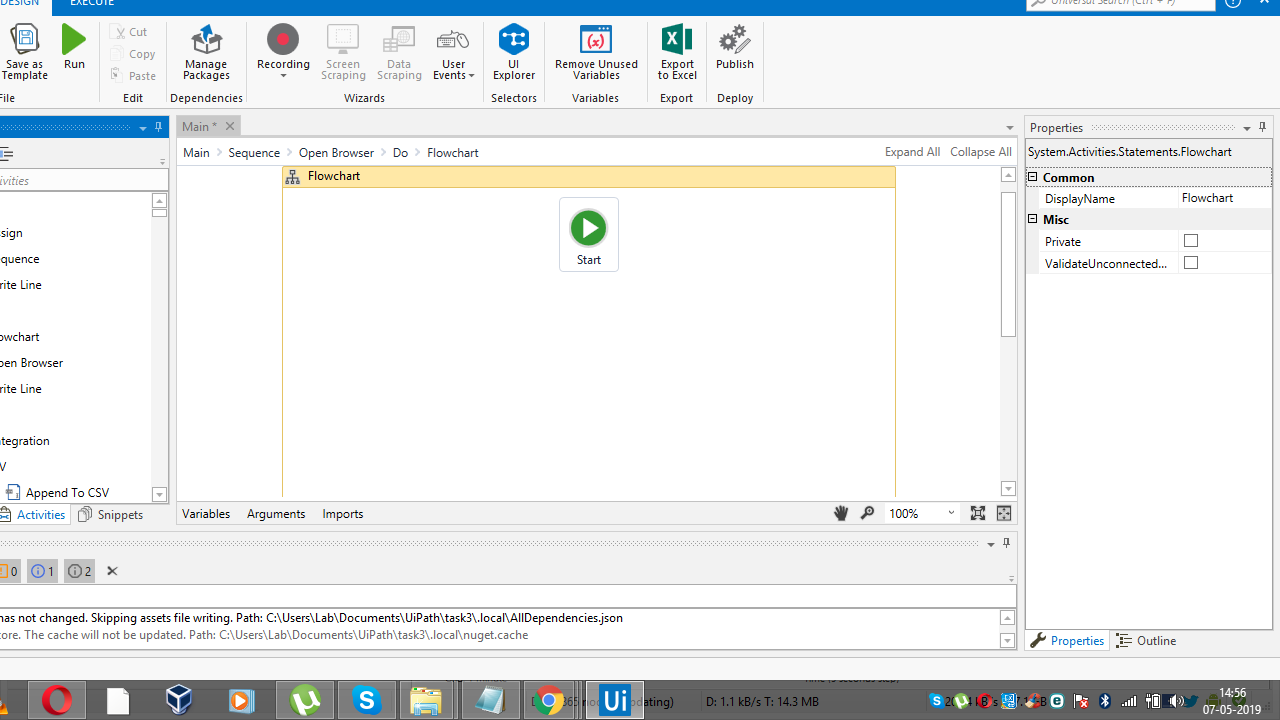 DESIGN
EXECUTE
Universal Search (Ctrl + F)
Save as Template
Run
Cut
Copy
Paste
Manage Packages
Recording
Screen Scraping
Data Scraping
User Events
UI Explorer
Remove Unused Variables
Export to Excel
Publish
File
Edit
Dependencies
Wizards
Selectors
Variables
Export
Deploy
Main *
Properties
Main
Sequence
Open Browser
Do
Flowchart
Expand All
Collapse All
System.Activities.Statements.Flowchart
Common
DisplayName
Flowchart
Misc
Private
ValidateUnconnected...
Flowchart
Start
ivities
ssign
equence
rite Line
owchart
pen Browser
rite Line
ntegration
V
Append To CSV
Activities
Snippets
Variables
Arguments
Imports
100%
0
1
2
has not changed. Skipping assets file writing. Path: C:\Users\Lab\Documents\UiPath\task3\.local\AllDependencies.json
tore. The cache will not be updated. Path: C:\Users\Lab\Documents\UiPath\task3\.local\nuget.cache
Properties
Outline
Ui
D: 1.1 kB/s T: 14.3 MB
14:56
07-05-2019